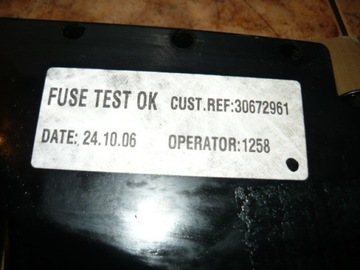 FUSE TEST OK CUST.REF:30672961
DATE: 24.10.06 OPERATOR:1258